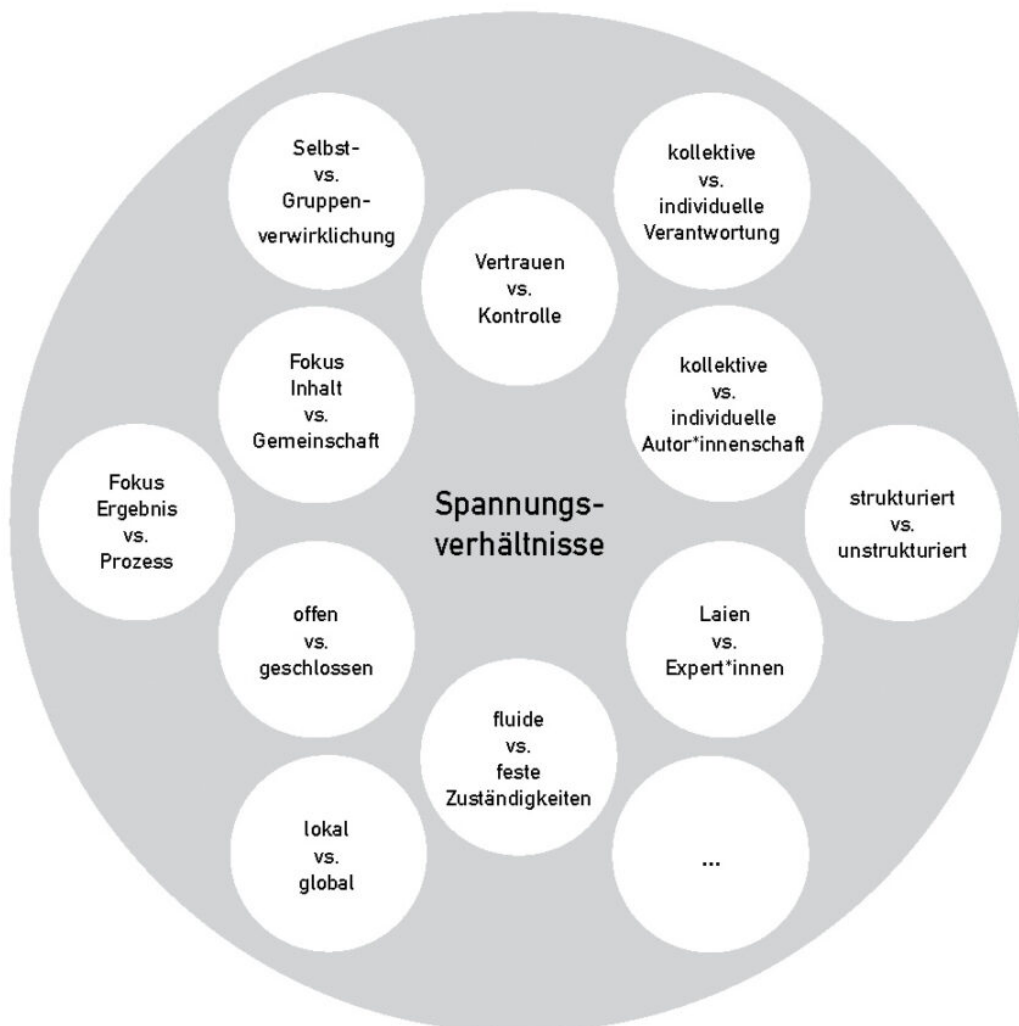 Selbst-
vs.
Gruppen-
verwirklichung
kollektive
vs.
individuelle
Verantwortung
Vertrauen
vs.
Kontrolle
Fokus
Inhalt
vs.
Gemeinschaft
kollektive
vs.
individuelle
Autor*innenschaft
Fokus
Ergebnis
vs.
Prozess
Spannungs-
verhältnisse
strukturiert
vs.
unstrukturiert
offen
vs.
geschlossen
Laien
vs.
Expert*innen
fluide
vs.
feste
Zuständigkeiten
lokal
vs.
global
...